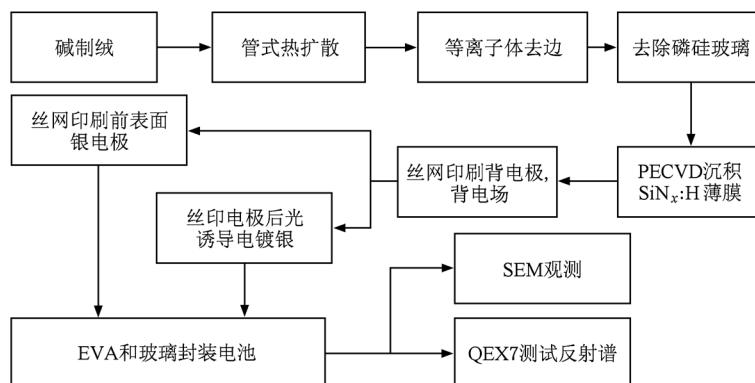 碱制绒
管式热扩散
等离子体去边
去除磷硅玻璃
丝网印刷前表面
银电极
丝网印刷背电极,
背电场
PECVD沉积
SiNₓ:H薄膜
丝印电极后光
诱导电镀银
SEM观测
EVA和玻璃封装电池
QEX7测试反射谱